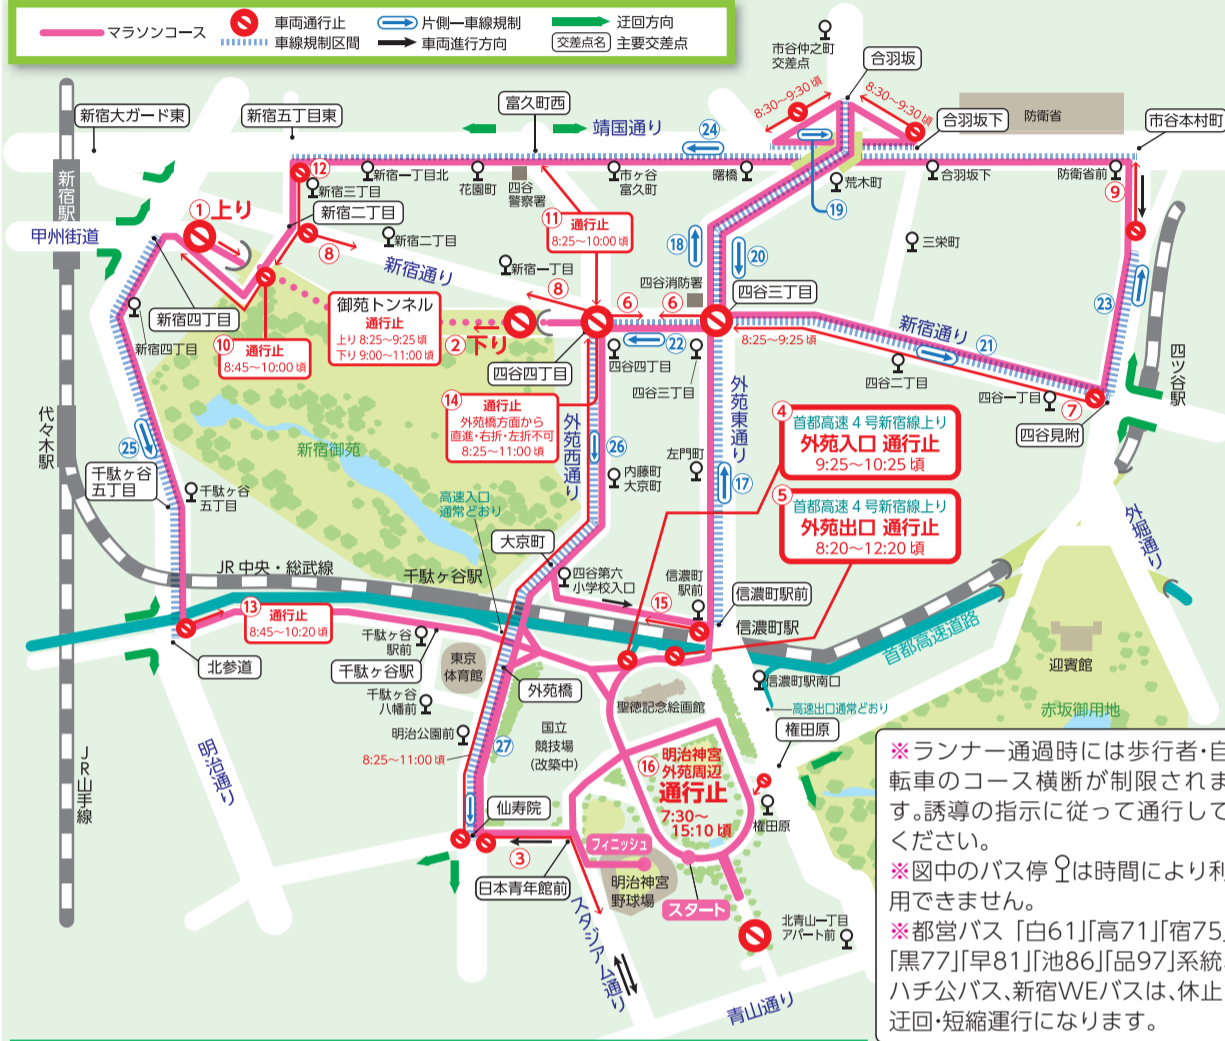 マラソンコース
車両通行止
車線規制区間
片側一車線規制
車両進行方向
迂回方向
交差点名 主要交差点
市谷仲之町
交差点
合羽坂
8:30〜9:30頃
8:30〜9:30頃
新宿大ガード東
新宿五丁目東
富久町西
靖国通り
㉔
合羽坂下
防衛省
市谷本村町
新宿駅
甲州街道
⑫
新宿一丁目北
花園町
四谷
警察署
市ヶ谷
富久町
曙橋
荒木町
合羽坂下
防衛省前
⑨
新宿三丁目
新宿二丁目
①上り
⑧
新宿二丁目
新宿通り
新宿一丁目
⑪
通行止
8:25〜10:00頃
⑱
⑲
⑳
三栄町
四谷消防署
四谷三丁目
新宿四丁目
新宿四丁目
⑩
通行止
8:45〜10:00頃
御苑トンネル
通行止
上り 8:25〜9:25頃
下り 9:00〜11:00頃
②下り
⑧
⑥
⑥
㉒
8:25〜9:25頃
新宿通り
㉑
㉓
四谷四丁目
四谷四丁目
四谷三丁目
四谷二丁目
四谷一丁目
⑦
四谷見附
四ツ谷駅
代々木駅
⑭
通行止
外苑橋方面から
直進・右折・左折不可
8:25〜11:00頃
外苑西通り
㉖
外苑東通り
④
首都高速4号新宿線上り
外苑入口 通行止
9:25〜10:25頃
⑤
首都高速4号新宿線上り
外苑出口 通行止
8:20〜12:20頃
新宿御苑
㉕
千駄ヶ谷
五丁目
千駄ヶ谷
五丁目
内藤町
大京町
左門町
⑰
高速入口
通常どおり
大京町
外堀通り
JR中央・総武線
千駄ヶ谷駅
四谷第六
小学校入口
信濃町
駅前
信濃町駅前
⑮
信濃町駅
⑬
通行止
8:45〜10:20頃
首都高速道路
北参道
千駄ヶ谷
駅前
千駄ヶ谷駅
東京
体育館
外苑橋
聖徳記念絵画館
信濃町駅南口
高速出口通常どおり
迎賓館
赤坂御用地
千駄ヶ谷
八幡前
明治公園前
8:25〜11:00頃
国立
競技場
(改築中)
㉗
権田原
JR山手線
明治通り
⑯
明治神宮
外苑周辺
通行止
7:30〜
15:10頃
権田原
仙寿院
③
日本青年館前
フィニッシュ
明治神宮
野球場
スタート
スタジアム通り
北青山一丁目
アパート前
青山通り
※ランナー通過時には歩行者・自
転車のコース横断が制限されま
す。誘導の指示に従って通行して
ください。
※図中のバス停は時間により利
用できません。
※都営バス「白61」「高71」「宿75」
「黒77」「早81」「池86」「品97」系統、
ハチ公バス、新宿WEバスは、休止・
迂回・短縮運行になります。